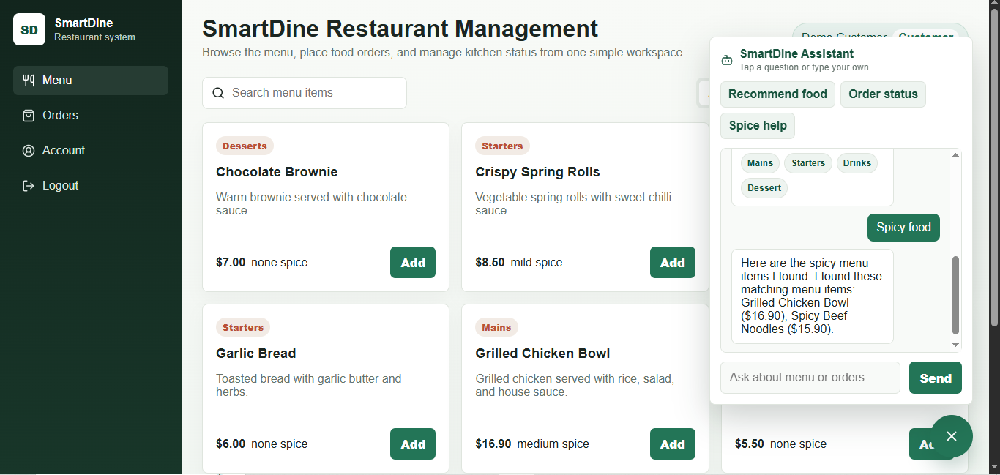 SD
SmartDine
Restaurant system
Menu
Orders
Account
Logout
SmartDine Restaurant Management
Browse the menu, place food orders, and manage kitchen status from one simple workspace.
Demo Customer Customer
Search menu items
Desserts
Chocolate Brownie
Warm brownie served with chocolate
sauce.
$7.00 none spice
Add
Starters
Crispy Spring Rolls
Vegetable spring rolls with sweet chilli
sauce.
$8.50 mild spice
Add
Starters
Garlic Bread
Toasted bread with garlic butter and
herbs.
$6.00 none spice
Add
Mains
Grilled Chicken Bowl
Grilled chicken served with rice, salad,
and house sauce.
$16.90 medium spice
Add
$5.50 none spice
SmartDine Assistant
Tap a question or type your own.
Recommend food
Order status
Spice help
Mains
Starters
Drinks
Dessert
Spicy food
Here are the spicy menu
items I found. I found these
matching menu items:
Grilled Chicken Bowl
($16.90), Spicy Beef
Noodles ($15.90).
Ask about menu or orders
Send